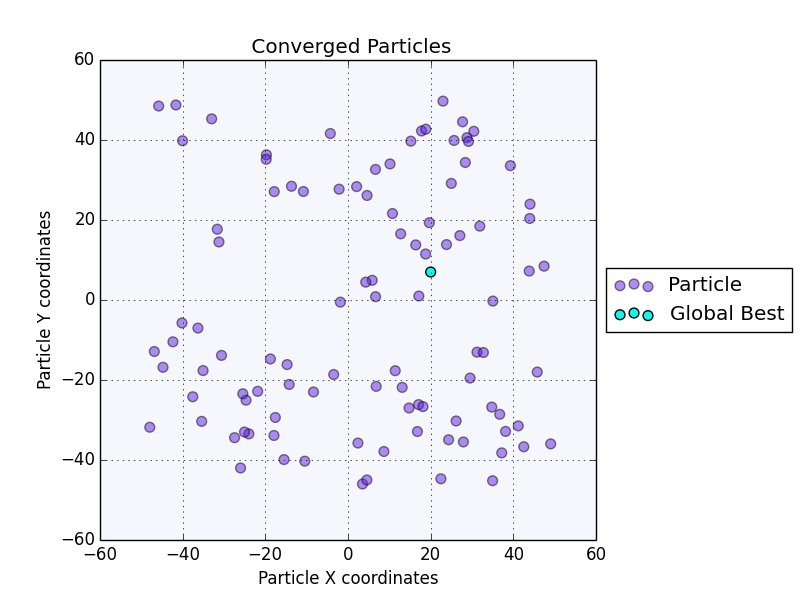 Converged Particles
60
40
20
0
−20
−40
−60
Particle Y coordinates
−60 −40 −20 0 20 40 60
Particle X coordinates
Particle
Global Best